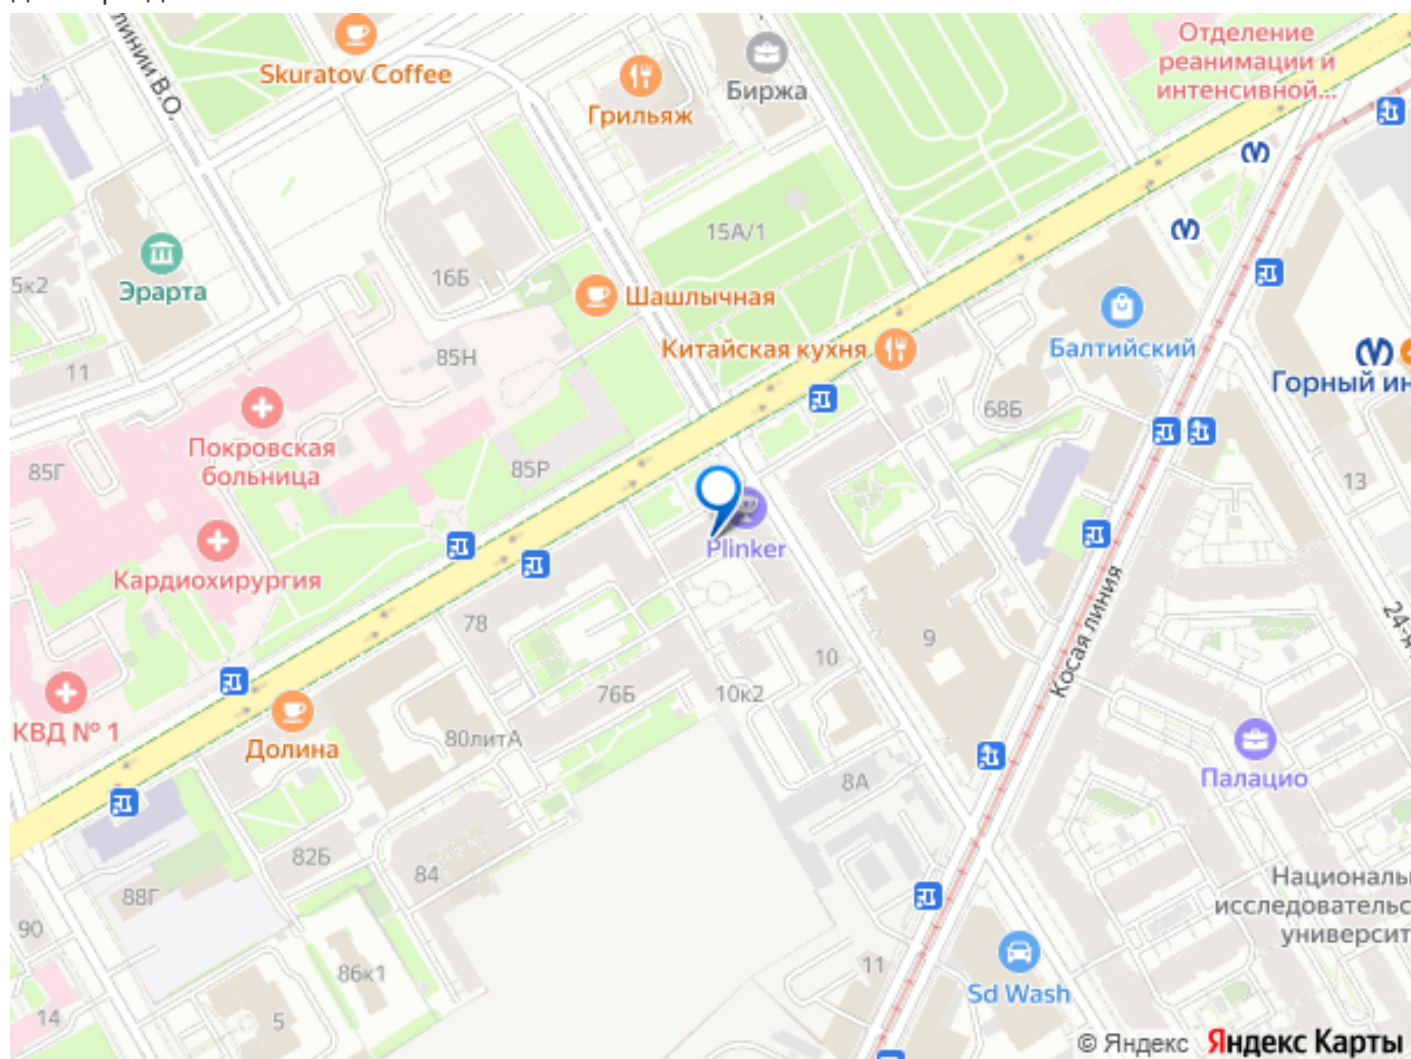 линии В.О.
Skuratov Coffee
Грильяж
Биржа
Отделение
реанимации и
интенсивной...
15А/1
5к2
Эрарта
16Б
Шашлычная
Китайская кухня
Балтийский
Горный ин
11
85Н
68Б
Покровская
больница
85Г
85Р
13
Plinker
Кардиохирургия
78
9
Косая линия
24-я
10
76Б
10к2
КВД № 1
Долина
80литА
8А
Палацио
82Б
84
88Г
90
Националь
исследовательс
университ
86к1
11
Sd Wash
14
5
© Яндекс Яндекс Карты